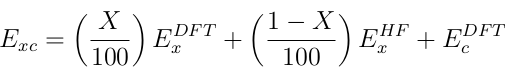 E_{xc} = \left( \frac{X}{100} \right) E_x^{DFT} + \left( \frac{1 - X}{100} \right) E_x^{HF} + E_c^{DFT}